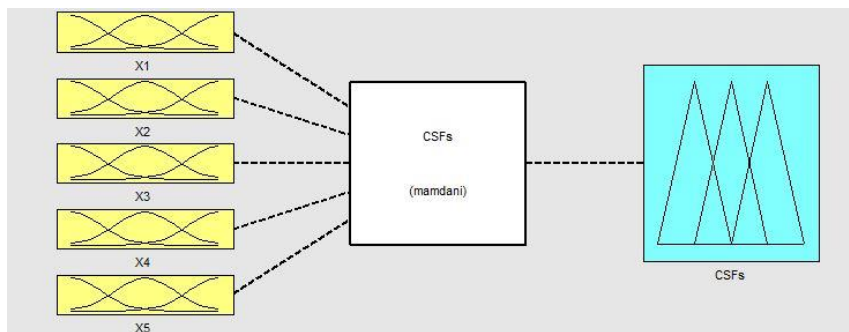 X1
X2
X3
X4
X5
CSFs
(mamdani)
CSFs